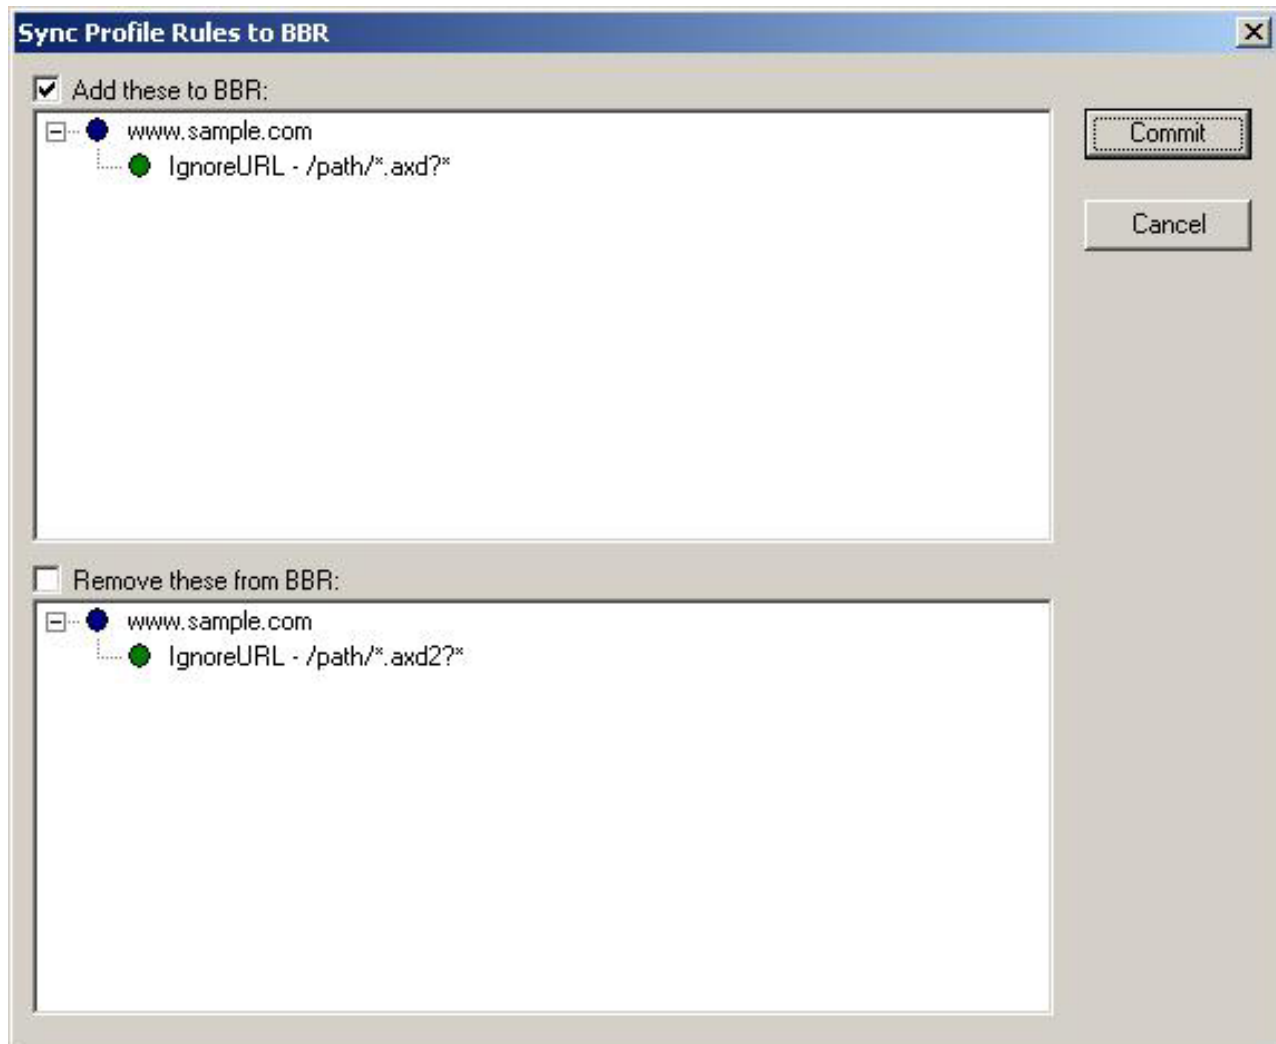 Sync Profile Rules to BBR
Add these to BBR:
www.sample.com
IgnoreURL - /path/*.axd?*
Commit
Cancel
Remove these from BBR:
www.sample.com
IgnoreURL - /path/*.axd2?*